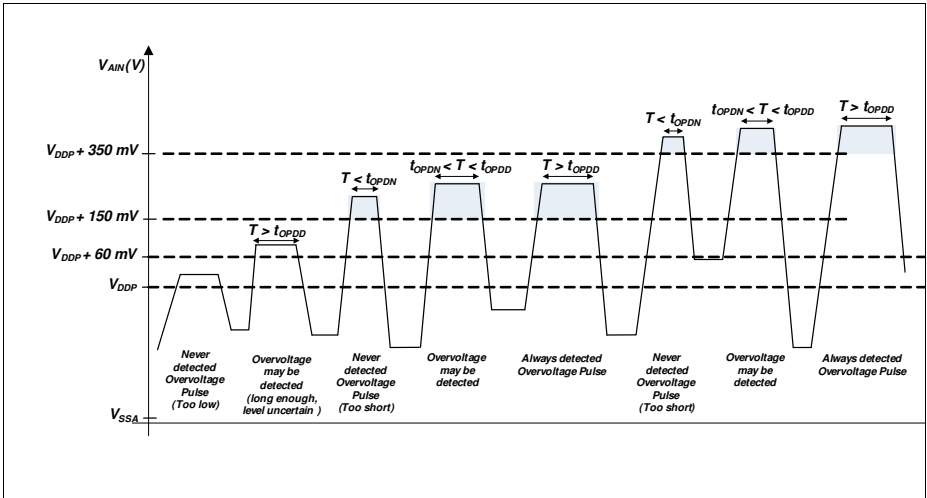 VAIN (V)
T > tOPDD
tOPDN < T < tOPDD
T < tOPDN
VDDP + 350 mV
tOPDN < T < tOPDD
T > tOPDD
T < tOPDN
VDDP + 150 mV
T > tOPDD
VDDP + 60 mV
VDDP
Never
detected
Overvoltage
Pulse
(Too low)
Overvoltage
may be
detected
(long enough,
level uncertain )
Never
detected
Overvoltage
Pulse
(Too short)
Overvoltage
may be
detected
Always detected
Overvoltage Pulse
Never
detected
Overvoltage
Pulse
(Too short)
Overvoltage
may be
detected
Always detected
Overvoltage Pulse
VSSA